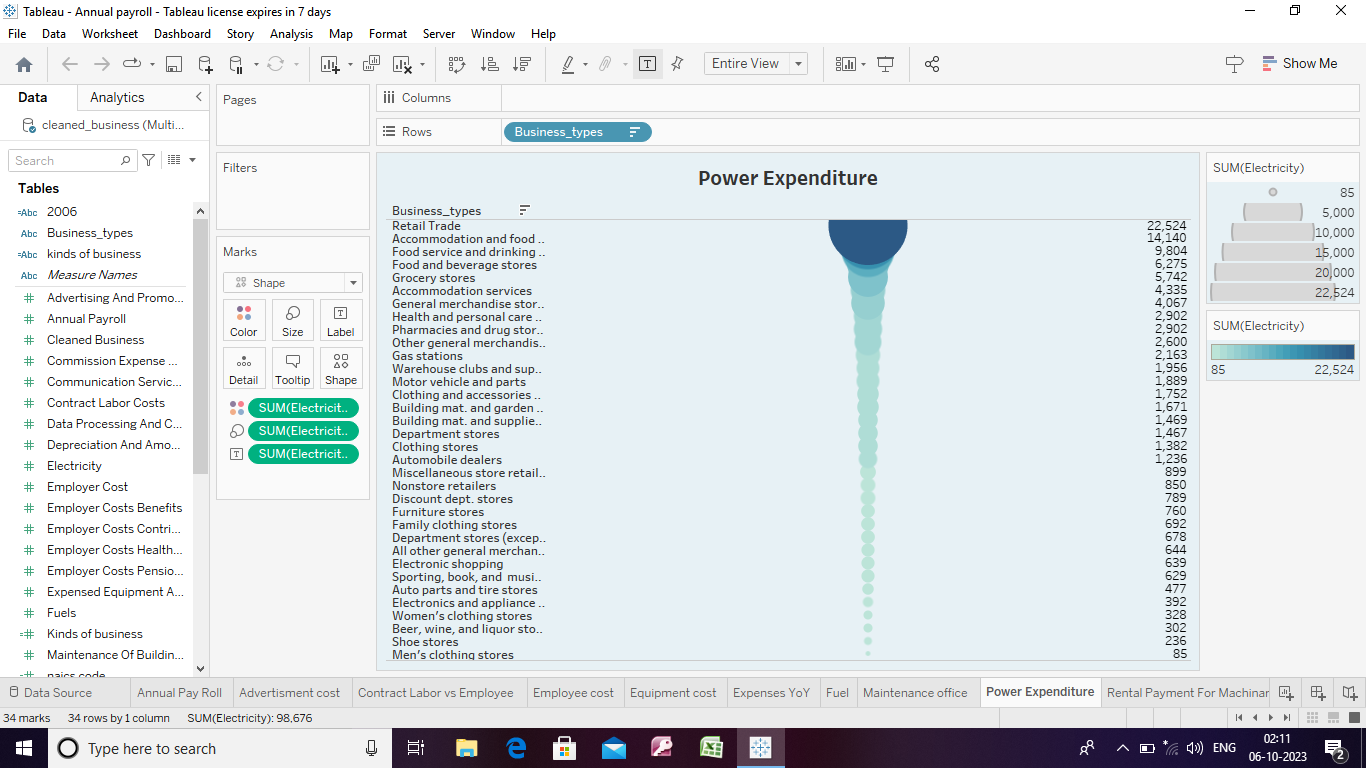 Tableau - Annual payroll - Tableau license expires in 7 days
File Data Worksheet Dashboard Story Analysis Map Format Server Window Help
Entire View
Show Me
Data Analytics
cleaned_business (Multi...
Search
Tables
Abc 2006
Abc Business_types
Abc kinds of business
Abc Measure Names
Advertising And Promo...
Annual Payroll
Cleaned Business
Commission Expense ...
Communication Servic...
Contract Labor Costs
Data Processing And C...
Depreciation And Amo...
Electricity
Employer Cost
Employer Costs Benefits
Employer Costs Contri...
Employer Costs Health...
Employer Costs Pensio...
Expensed Equipment A...
Fuels
Kinds of business
Maintenance Of Buildin...
naics code
Pages
Filters
Marks
Shape
Color Size Label
Detail Tooltip Shape
SUM(Electricit..
SUM(Electricit..
SUM(Electricit..
Columns
Rows Business_types
Power Expenditure
Business_types
Retail Trade 22,524
Accommodation and food .. 14,140
Food service and drinking .. 9,804
Food and beverage stores 6,275
Grocery stores 5,742
Accommodation services 4,335
General merchandise stor.. 4,067
Health and personal care .. 2,902
Pharmacies and drug stor.. 2,902
Other general merchandis.. 2,600
Gas stations 2,163
Warehouse clubs and sup.. 1,956
Motor vehicle and parts 1,889
Clothing and accessories .. 1,752
Building mat. and garden .. 1,671
Building mat. and supplie.. 1,469
Department stores 1,467
Clothing stores 1,382
Automobile dealers 1,236
Miscellaneous store retail.. 899
Nonstore retailers 850
Discount dept. stores 789
Furniture stores 760
Family clothing stores 692
Department stores (excep.. 678
All other general merchan.. 644
Electronic shopping 639
Sporting, book, and musi.. 629
Auto parts and tire stores 477
Electronics and appliance .. 392
Women's clothing stores 328
Beer, wine, and liquor sto.. 302
Shoe stores 236
Men's clothing stores 85
SUM(Electricity)
85
5,000
10,000
15,000
20,000
22,524
SUM(Electricity)
85 22,524
Data Source Annual Pay Roll Advertisment cost Contract Labor vs Employee Employee cost Equipment cost Expenses YoY Fuel Maintenance office Power Expenditure Rental Payment For Machinar
34 marks 34 rows by 1 column SUM(Electricity): 98,676
Type here to search
ENG
02:11
06-10-2023
2